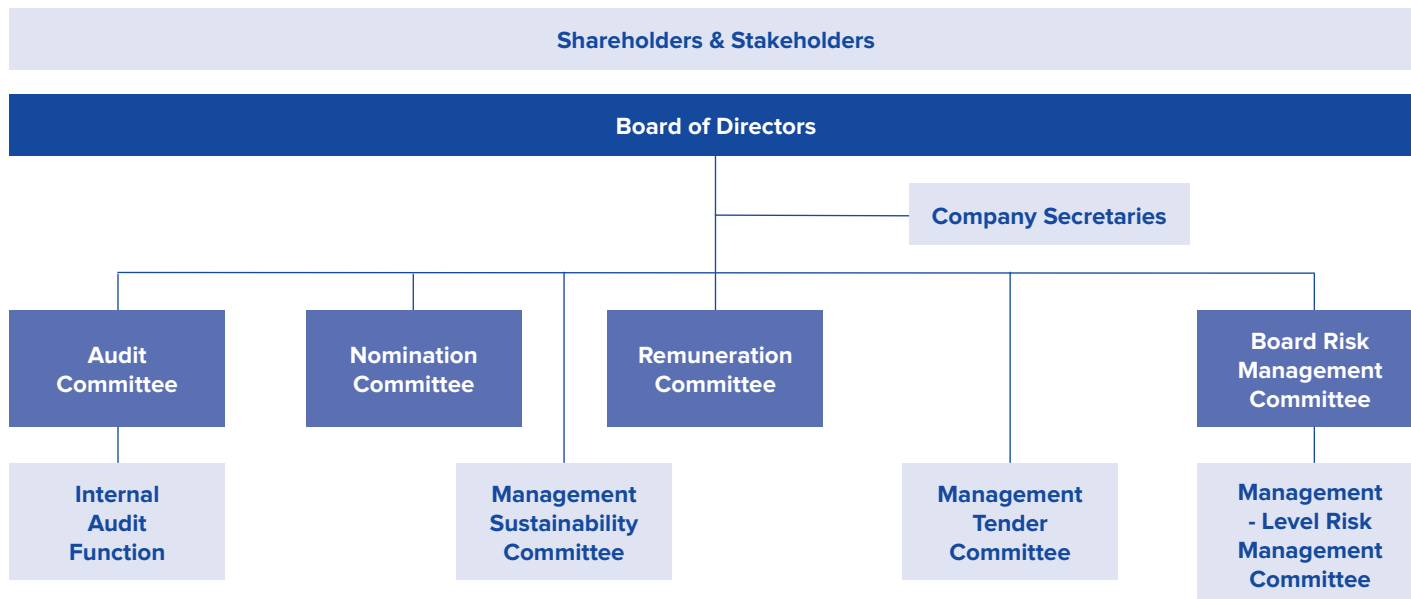 Shareholders & Stakeholders
Board of Directors
Company Secretaries
Audit
Committee
Nomination
Committee
Remuneration
Committee
Board Risk
Management
Committee
Internal
Audit
Function
Management
Sustainability
Committee
Management
Tender
Committee
Management
- Level Risk
Management
Committee